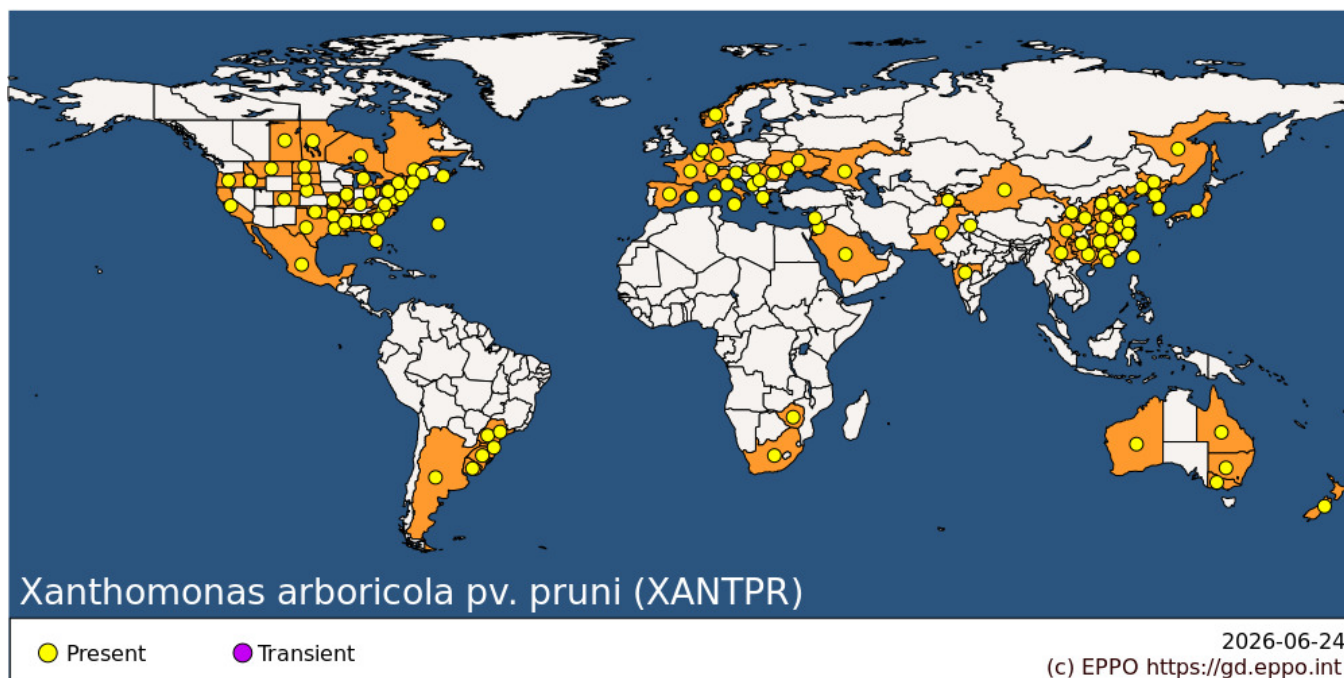 Xanthomonas arboricola pv. pruni (XANTPR)
Present
Transient
2026-06-24
(c) EPPO https://gd.eppo.int